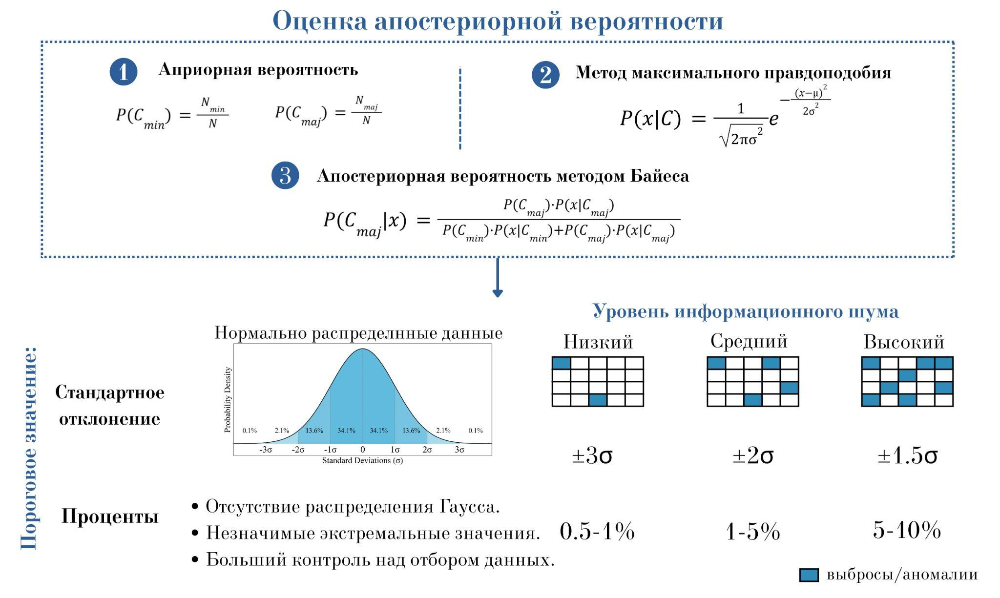 Оценка апостериорной вероятности
1 Априорная вероятность
P(C_min) = N_min / N
P(C_maj) = N_maj / N
2 Метод максимального правдоподобия
P(x|C) = 1/√(2πσ²) e^(−(x−μ)²/(2σ²))
3 Апостериорная вероятность методом Байеса
P(C_maj|x) = P(C_maj)·P(x|C_maj) / (P(C_min)·P(x|C_min)+P(C_maj)·P(x|C_maj))
Пороговое значение:
Стандартное
отклонение
Нормально распределнные данные
Probability Density
0.1% 2.1% 13.6% 34.1% 34.1% 13.6% 2.1% 0.1%
-3σ -2σ -1σ 0 1σ 2σ 3σ
Standard Deviations (σ)
Уровень информационного шума
Низкий Средний Высокий
±3σ ±2σ ±1.5σ
Проценты
• Отсутствие распределения Гаусса.
• Незначимые экстремальные значения.
• Больший контроль над отбором данных.
0.5-1% 1-5% 5-10%
выбросы/аномалии